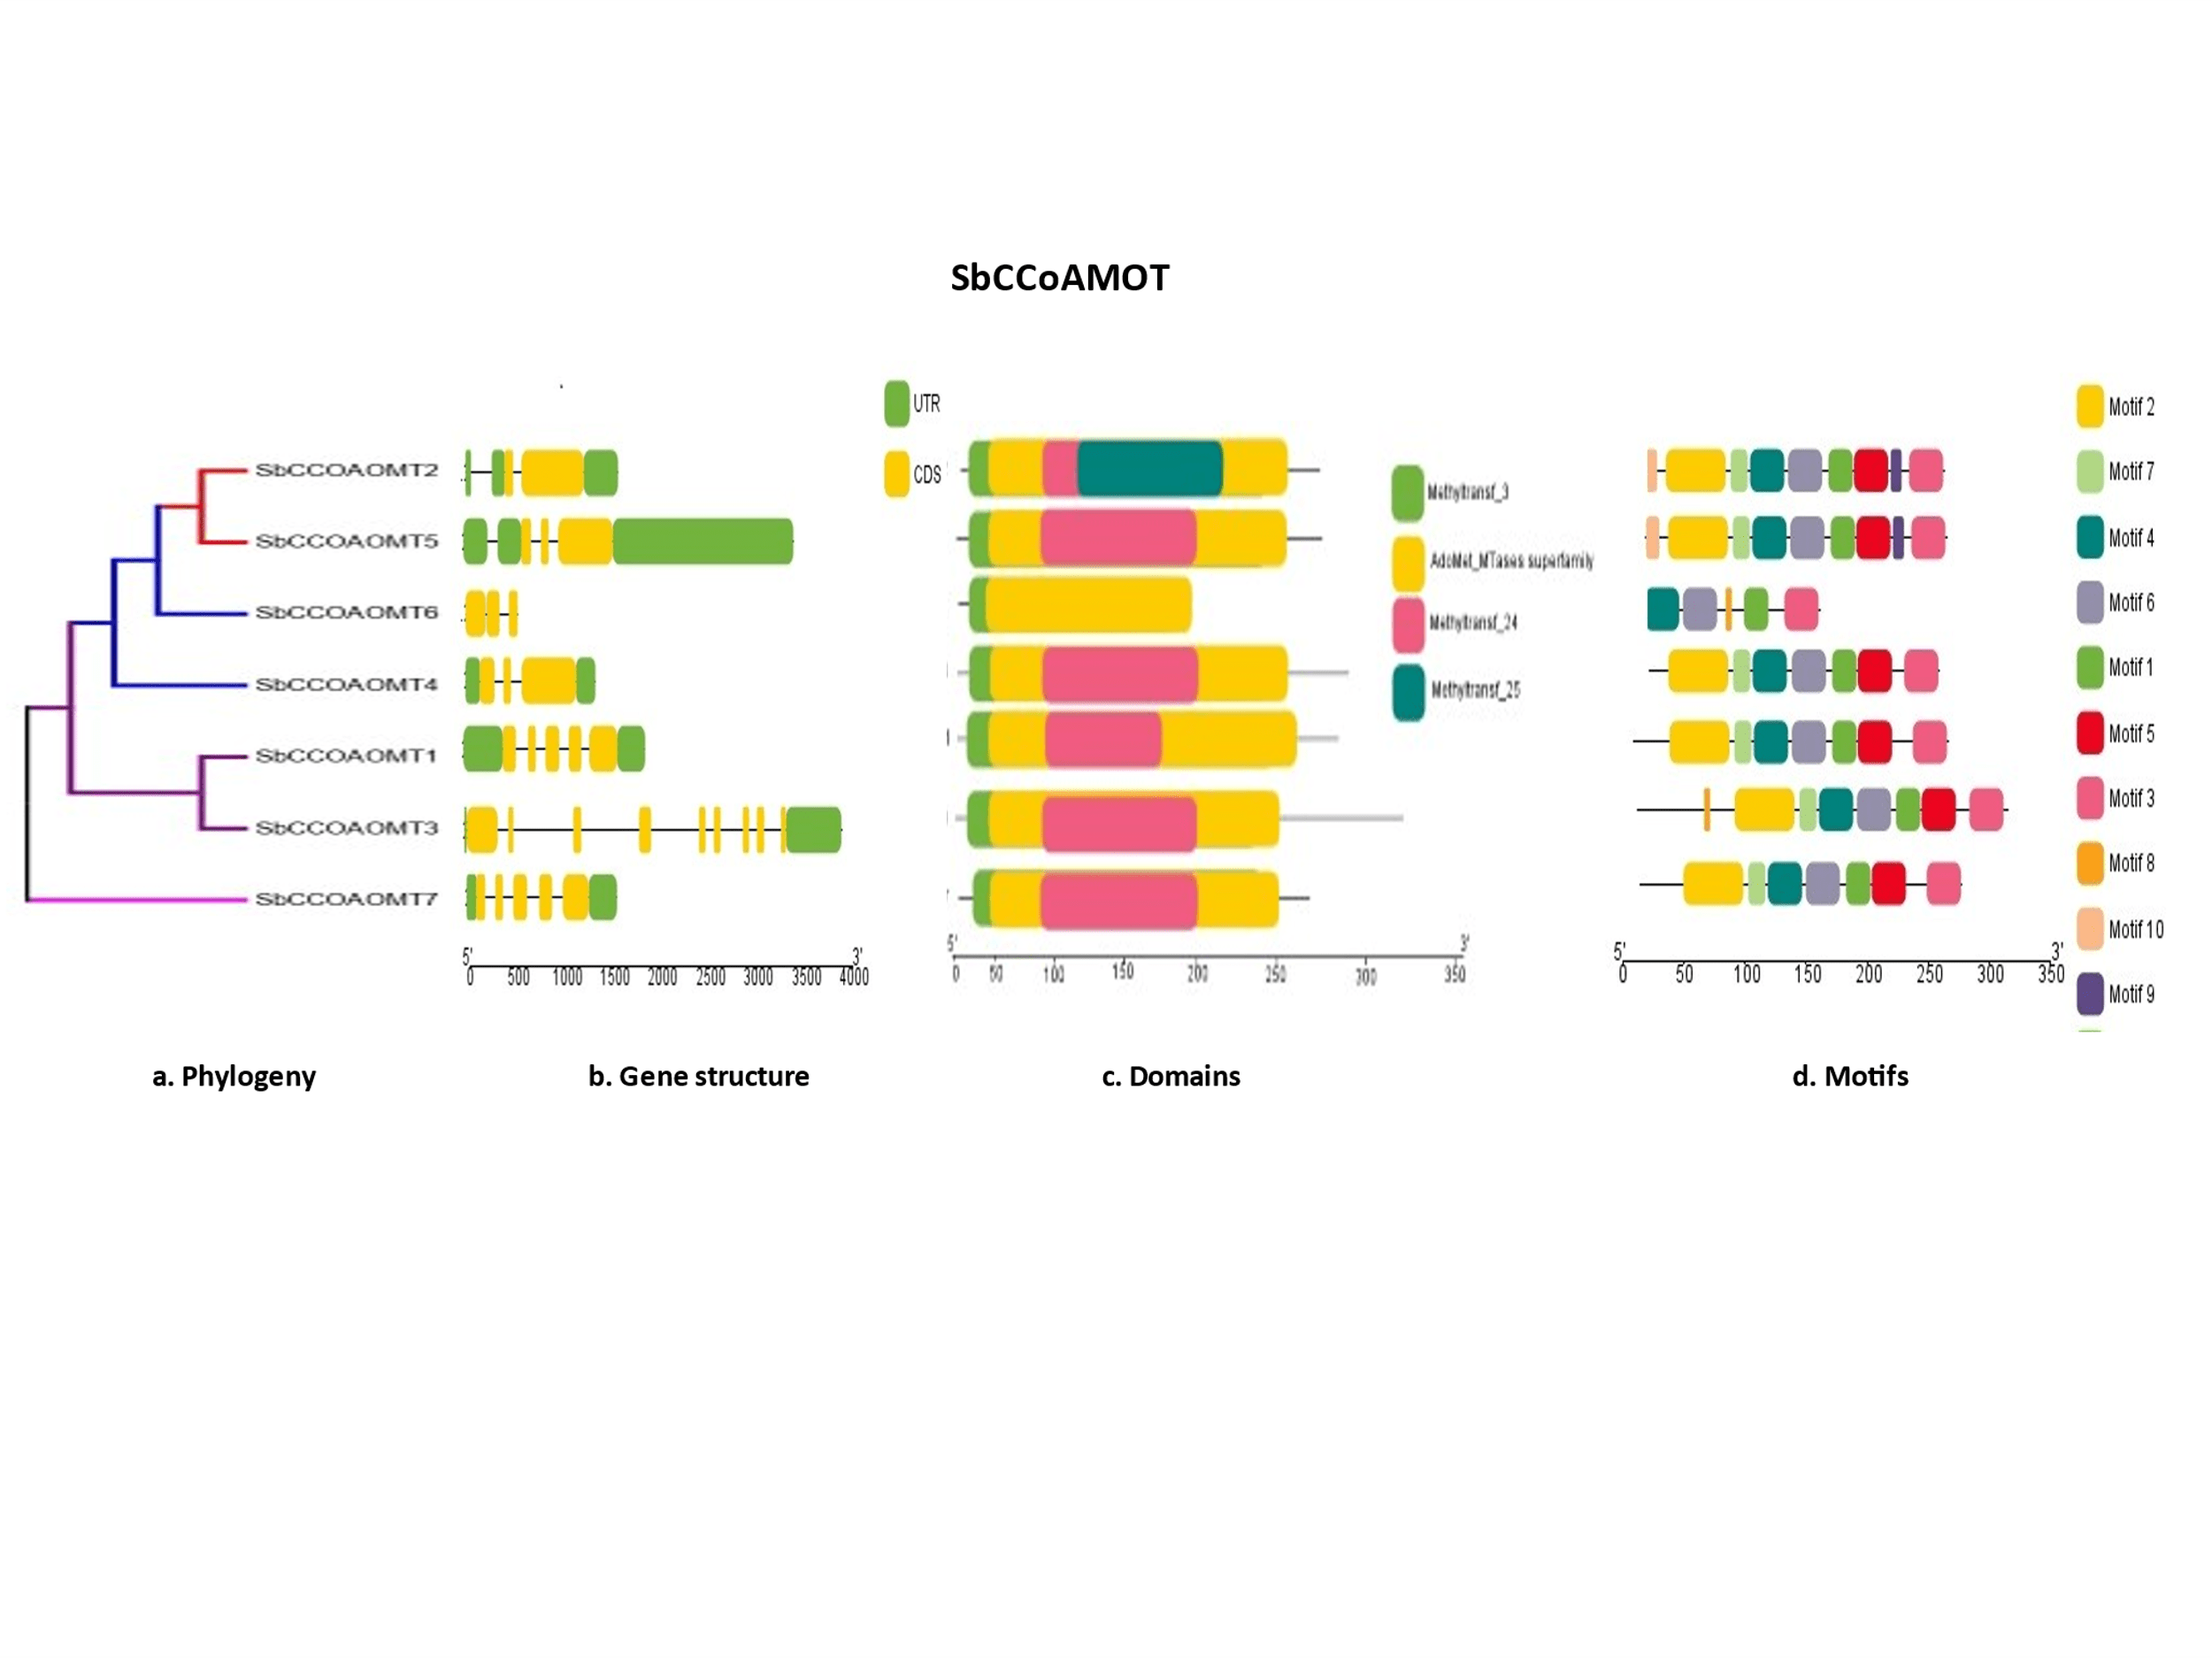 SbCCoAMOT
SbCCOAOMT2
SbCCOAOMT5
SbCCOAOMT6
SbCCOAOMT4
SbCCOAOMT1
SbCCOAOMT3
SbCCOAOMT7
UTR
CDS
5' 3'
0 500 1000 1500 2000 2500 3000 3500 4000
Methyltransf_3
AdoMet_MTases superfamily
Methyltransf_24
Methyltransf_25
5' 3'
0 50 100 150 200 250 300 350
Motif 2
Motif 7
Motif 4
Motif 6
Motif 1
Motif 5
Motif 3
Motif 8
Motif 10
Motif 9
5' 3'
0 50 100 150 200 250 300 350
a. Phylogeny
b. Gene structure
c. Domains
d. Motifs